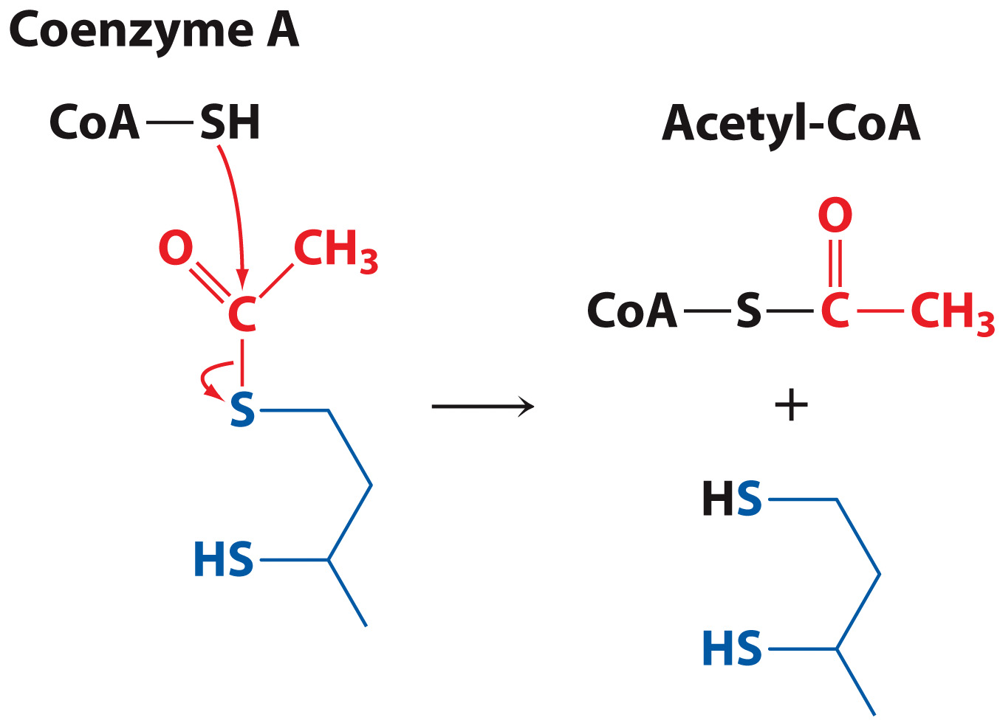 Coenzyme A
CoA — SH
O
CH₃
C
S
HS
Acetyl-CoA
O
CoA — S — C — CH₃
+
HS
HS